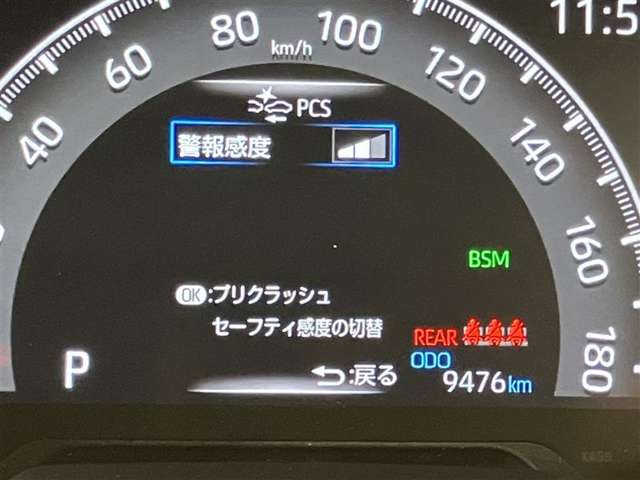 11:5
80 km/h 100
60 120
PCS
40 警報感度 140
BSM 160
OK:プリクラッシュ
セーフティ感度の切替
REAR
180
P
ODO
:戻る
9476km